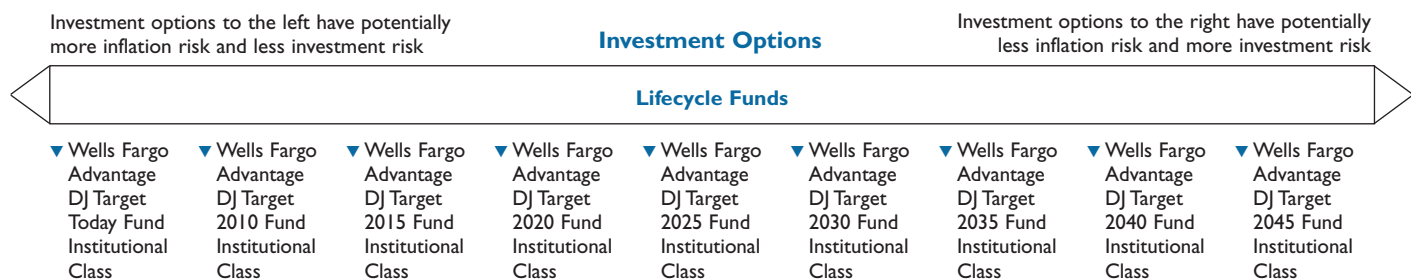 Investment options to the left have potentially
more inflation risk and less investment risk
Investment Options
Investment options to the right have potentially
less inflation risk and more investment risk
Lifecycle Funds
▼ Wells Fargo
Advantage
DJ Target
Today Fund
Institutional
Class
▼ Wells Fargo
Advantage
DJ Target
2010 Fund
Institutional
Class
▼ Wells Fargo
Advantage
DJ Target
2015 Fund
Institutional
Class
▼ Wells Fargo
Advantage
DJ Target
2020 Fund
Institutional
Class
▼ Wells Fargo
Advantage
DJ Target
2025 Fund
Institutional
Class
▼ Wells Fargo
Advantage
DJ Target
2030 Fund
Institutional
Class
▼ Wells Fargo
Advantage
DJ Target
2035 Fund
Institutional
Class
▼ Wells Fargo
Advantage
DJ Target
2040 Fund
Institutional
Class
▼ Wells Fargo
Advantage
DJ Target
2045 Fund
Institutional
Class